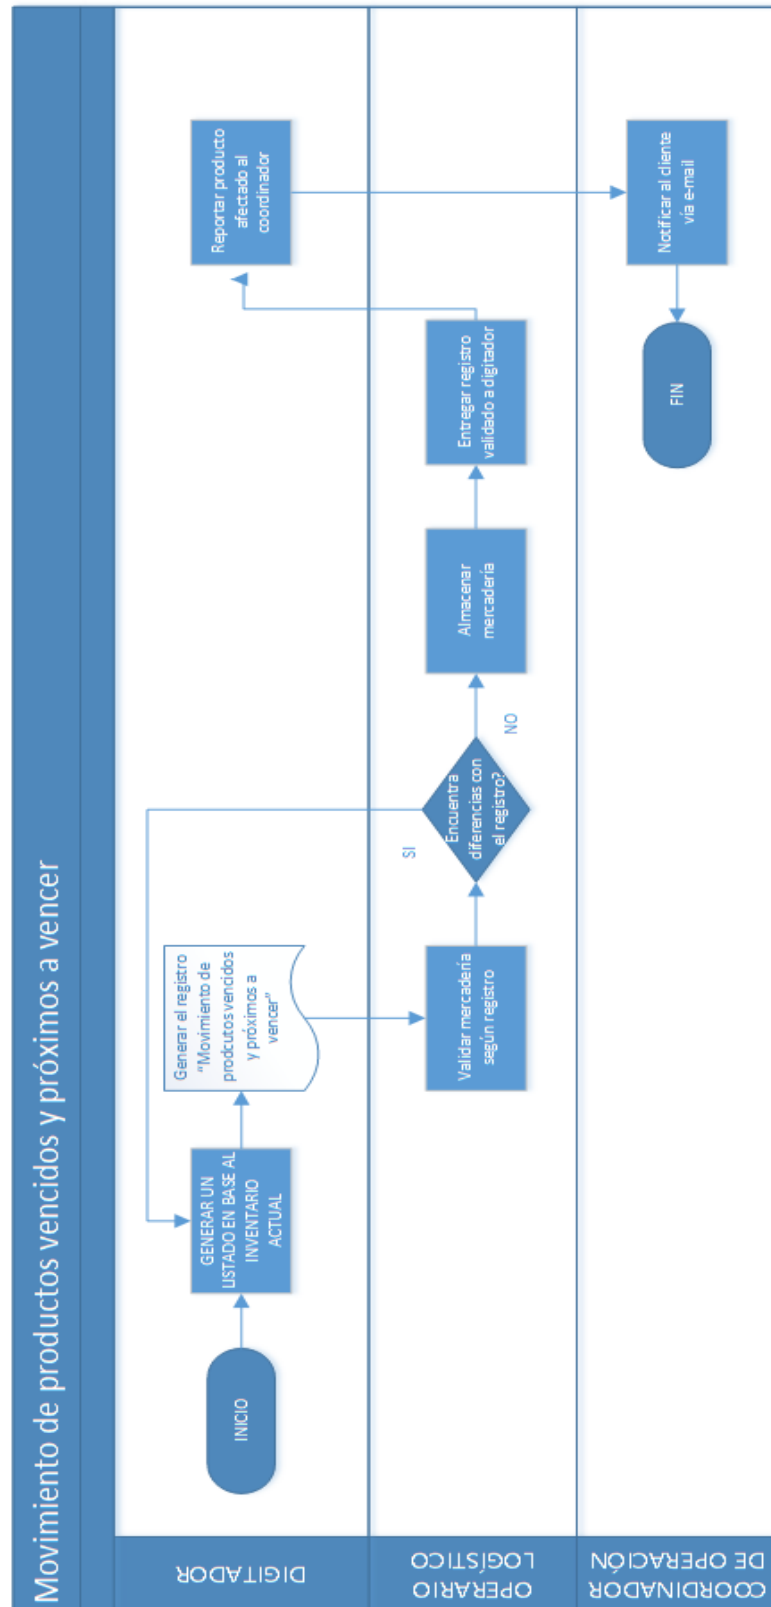 Movimiento de productos vencidos y próximos a vencer
DIGITADOR
INICIO
GENERAR UN
LISTADO EN BASE AL
INVENTARIO
ACTUAL
Generar el registro
“Movimiento de
prodcutos vencidos
y próximos a
vencer”
Reportar producto
afectado al
coordinador
OPERARIO
LOGÍSTICO
Validar mercadería
según registro
Encuentra
diferencias con
el registro?
SI
NO
Almacenar
mercadería
Entregar registro
validado a digitador
COORDINADOR
DE OPERACIÓN
Notificar al cliente
vía e-mail
FIN